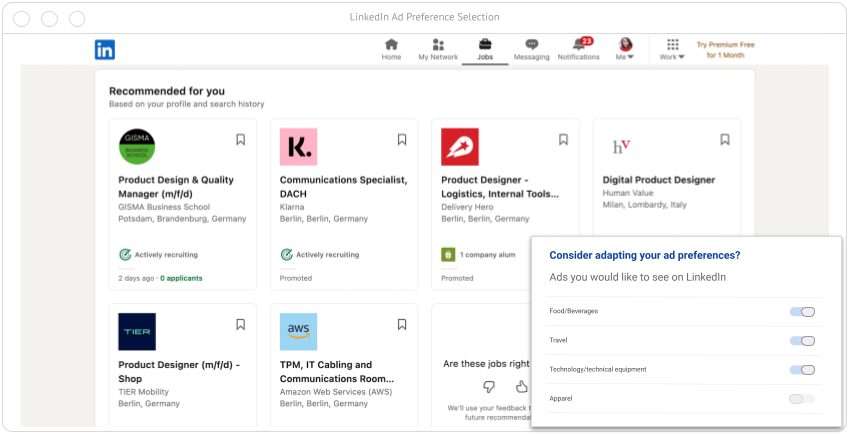 LinkedIn Ad Preference Selection
in
Home
My Network
Jobs
Messaging
23
Notifications
Me
Work
Try Premium Free
for 1 Month
Recommended for you
Based on your profile and search history
GISMA
BUSINESS
SCHOOL
Product Design & Quality
Manager (m/f/d)
GISMA Business School
Potsdam, Brandenburg, Germany
Actively recruiting
2 days ago · 0 applicants
K.
Communications Specialist,
DACH
Klarna
Berlin, Berlin, Germany
Actively recruiting
Promoted
Product Designer -
Logistics, Internal Tools...
Delivery Hero
Berlin, Berlin, Germany
1 company alum
Promoted
hv
Digital Product Designer
Human Value
Milan, Lombardy, Italy
TIER
Product Designer (m/f/d) -
Shop
TIER Mobility
Berlin, Germany
aws
TPM, IT Cabling and
Communications Room...
Amazon Web Services (AWS)
Berlin, Berlin, Germany
Are these jobs right
We'll use your feedback t
future recommendat
Consider adapting your ad preferences?
Ads you would like to see on LinkedIn
Food/Beverages
Travel
Technology/technical equipment
Apparel